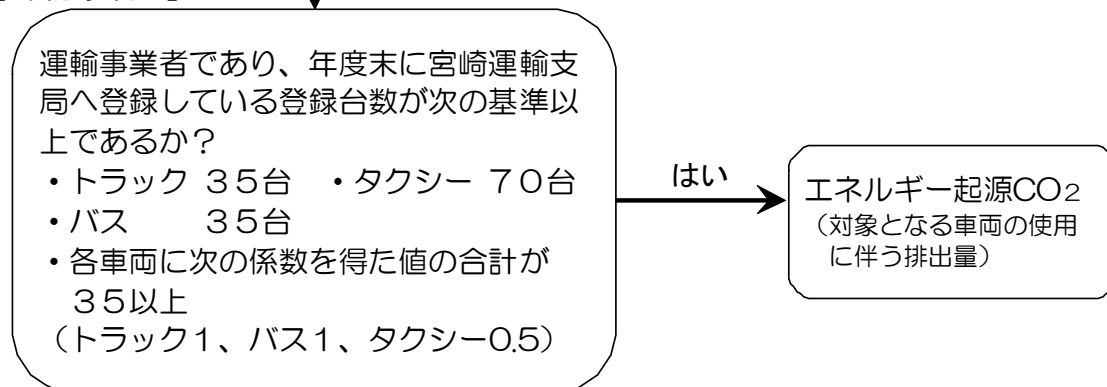 運輸事業者であり、年度末に宮崎運輸支
局へ登録している登録台数が次の基準以
上であるか？
・トラック ３５台 ・タクシー ７０台
・バス ３５台
・各車両に次の係数を得た値の合計が
３５以上
（トラック１、バス１、タクシー0.5）
はい
エネルギー起源CO2
（対象となる車両の使用
に伴う排出量）